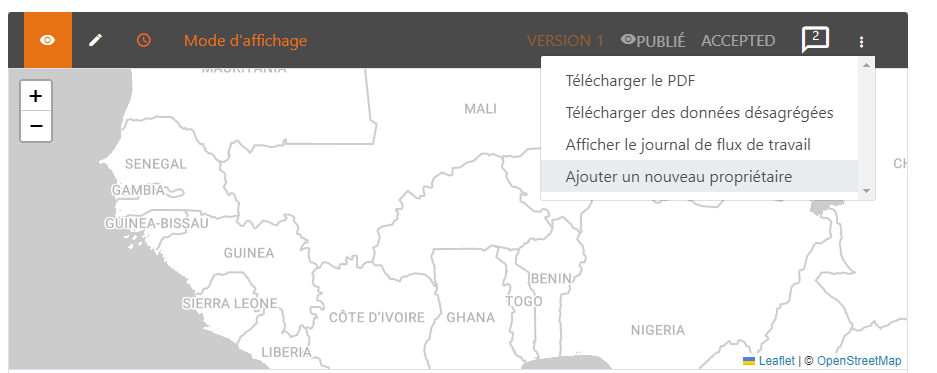 Mode d'affichage
VERSION 1
PUBLIÉ
ACCEPTED
2
Télécharger le PDF
Télécharger des données désagrégées
Afficher le journal de flux de travail
Ajouter un nouveau propriétaire
+
−
MAURITANIA
MALI
CH
SENEGAL
GAMBIA
GUINEA-BISSAU
GUINEA
SIERRA LEONE
LIBERIA
CÔTE D'IVOIRE
GHANA
TOGO
BENIN
NIGERIA
Leaflet | © OpenStreetMap